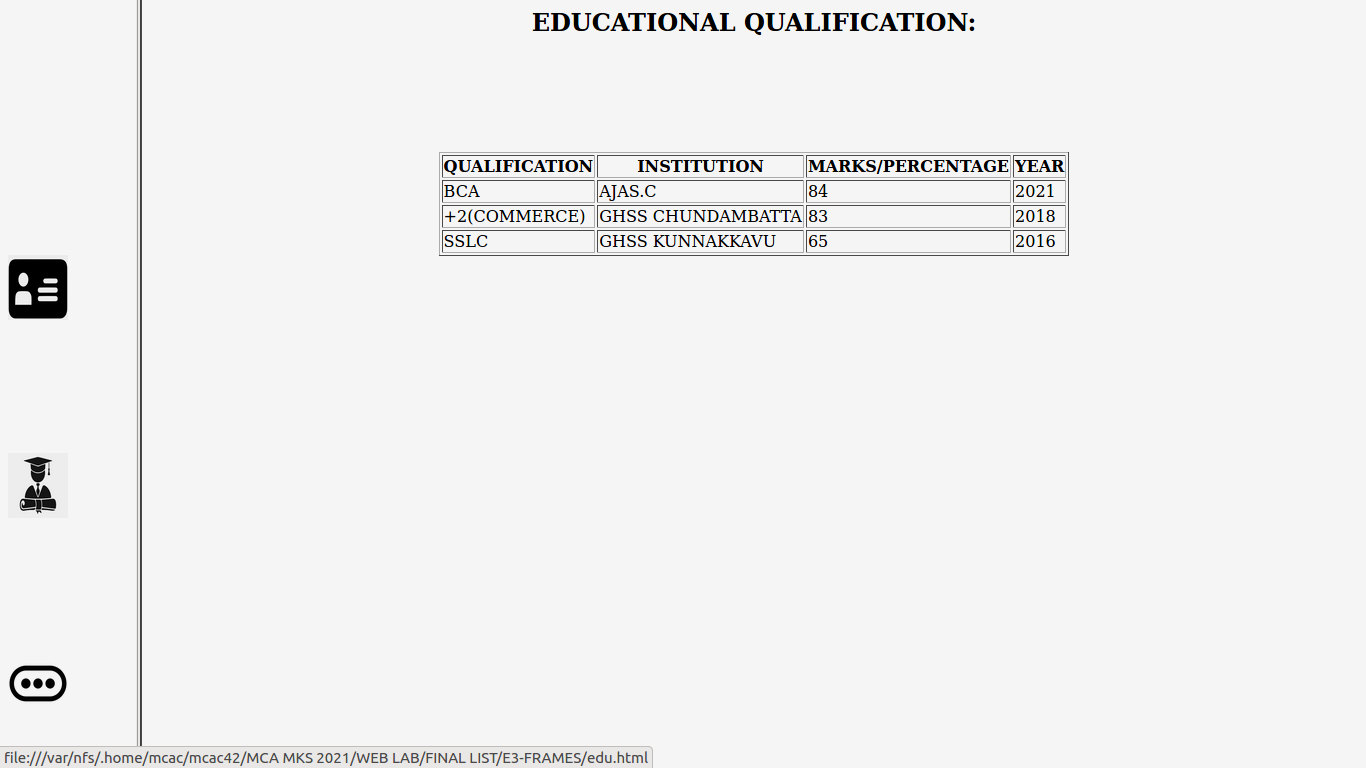 EDUCATIONAL QUALIFICATION:
QUALIFICATION INSTITUTION MARKS/PERCENTAGE YEAR
BCA AJAS.C 84 2021
+2(COMMERCE) GHSS CHUNDAMBATTA 83 2018
SSLC GHSS KUNNAKKAVU 65 2016
file:///var/nfs/.home/mcac/mcac42/MCA MKS 2021/WEB LAB/FINAL LIST/E3-FRAMES/edu.html